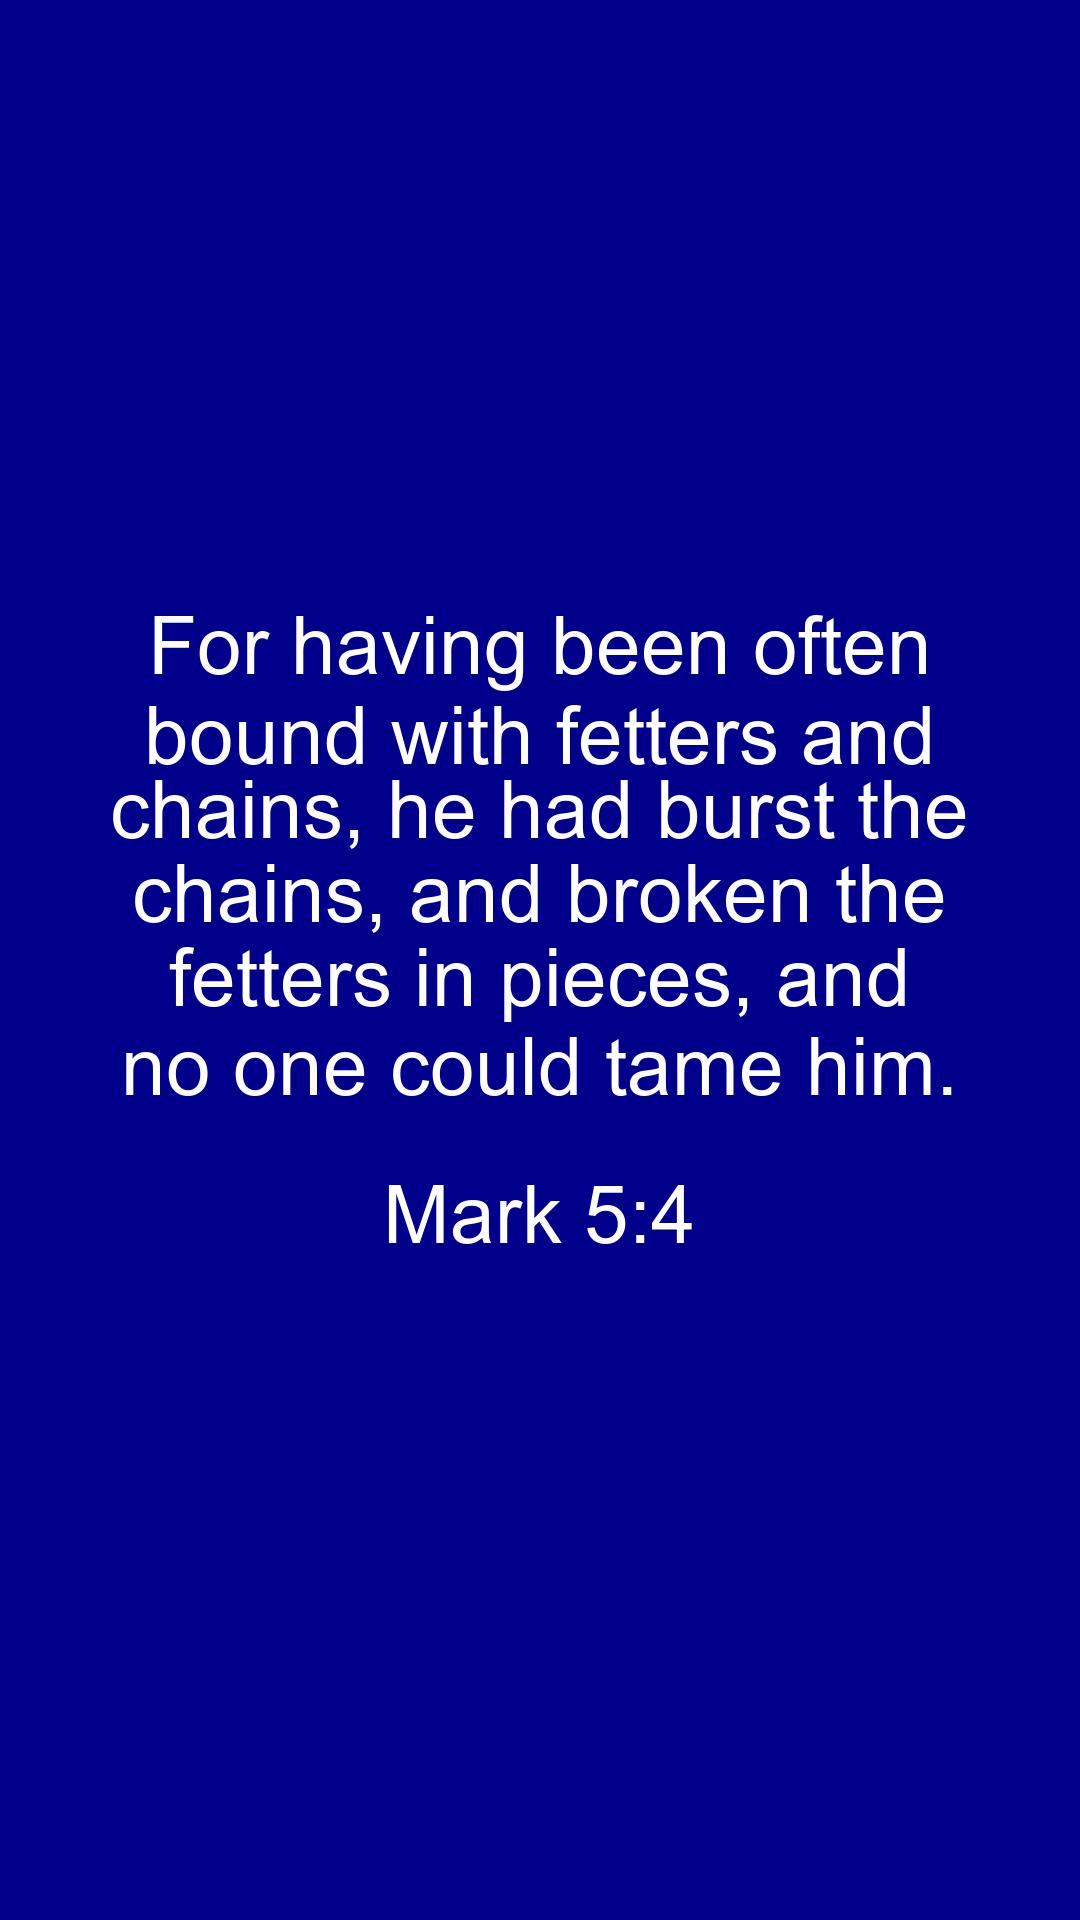 For having been often
bound with fetters and
chains, he had burst the
chains, and broken the
fetters in pieces, and
no one could tame him.
Mark 5:4